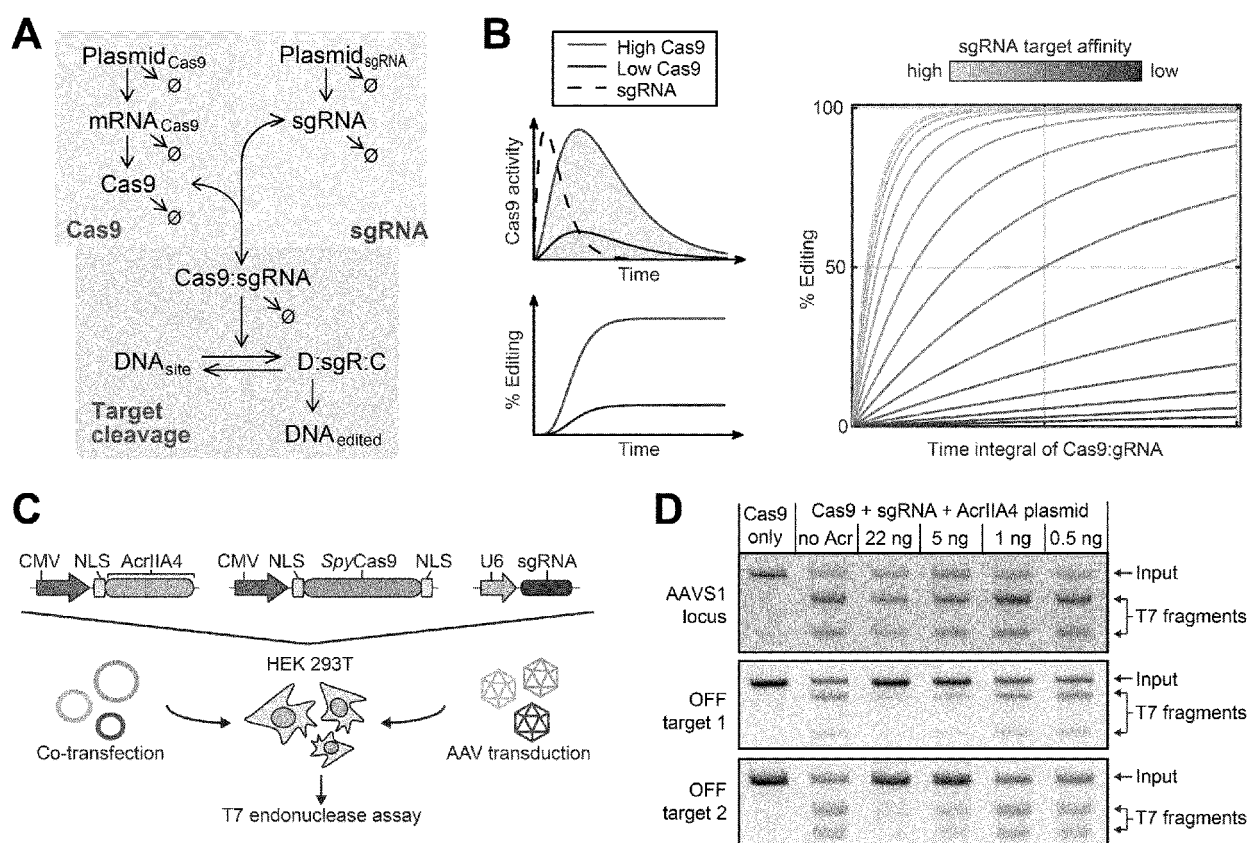 A
Plasmid_Cas9
∅
mRNA_Cas9
∅
Cas9
∅
Cas9
Plasmid_sgRNA
∅
sgRNA
∅
sgRNA
Cas9:sgRNA
∅
DNA_site
D:sgR:C
Target
cleavage
DNA_edited
B
High Cas9
Low Cas9
sgRNA
Cas9 activity
Time
% Editing
Time
sgRNA target affinity
high
low
100
50
0
% Editing
Time integral of Cas9:gRNA
C
CMV NLS AcrIIA4
CMV NLS SpyCas9 NLS
U6 sgRNA
HEK 293T
Co-transfection
AAV transduction
T7 endonuclease assay
D
Cas9
only
Cas9 + sgRNA + AcrIIA4 plasmid
no Acr 22 ng 5 ng 1 ng 0.5 ng
AAVS1
locus
Input
T7 fragments
OFF
target 1
Input
T7 fragments
OFF
target 2
Input
T7 fragments